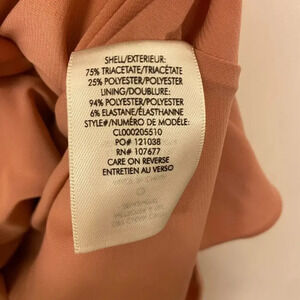 SHELL/EXTERIEUR:
75% TRIACETATE/TRIACÉTATE
25% POLYESTER/POLYESTER
LINING/DOUBLURE:
94% POLYESTER/POLYESTER
6% ELASTANE/ÉLASTHANNE
STYLE#/NUMÉRO DE MODÈLE:
CL000205510
PO# 121038
RN# 107677
CARE ON REVERSE
ENTRETIEN AU VERSO